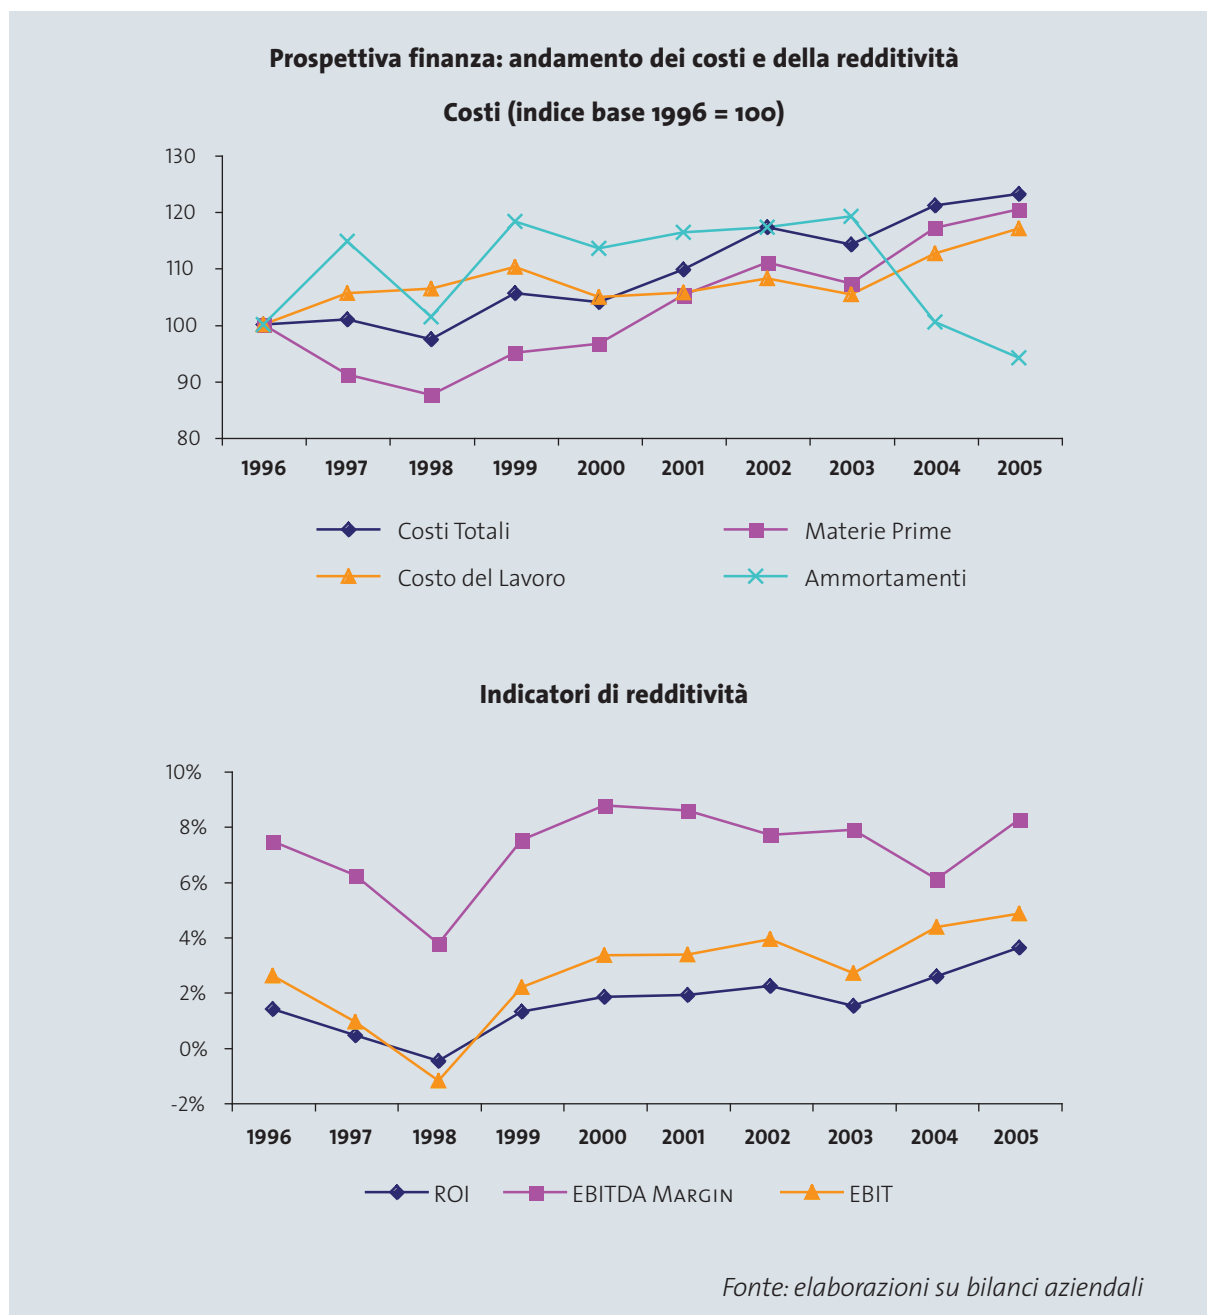 Prospettiva finanza: andamento dei costi e della redditività
Costi (indice base 1996 = 100)
130
120
110
100
90
80
1996 1997 1998 1999 2000 2001 2002 2003 2004 2005
Costi Totali Materie Prime
Costo del Lavoro Ammortamenti
Indicatori di redditività
10%
8%
6%
4%
2%
0%
-2%
1996 1997 1998 1999 2000 2001 2002 2003 2004 2005
ROI EBITDA MARGIN EBIT
Fonte: elaborazioni su bilanci aziendali